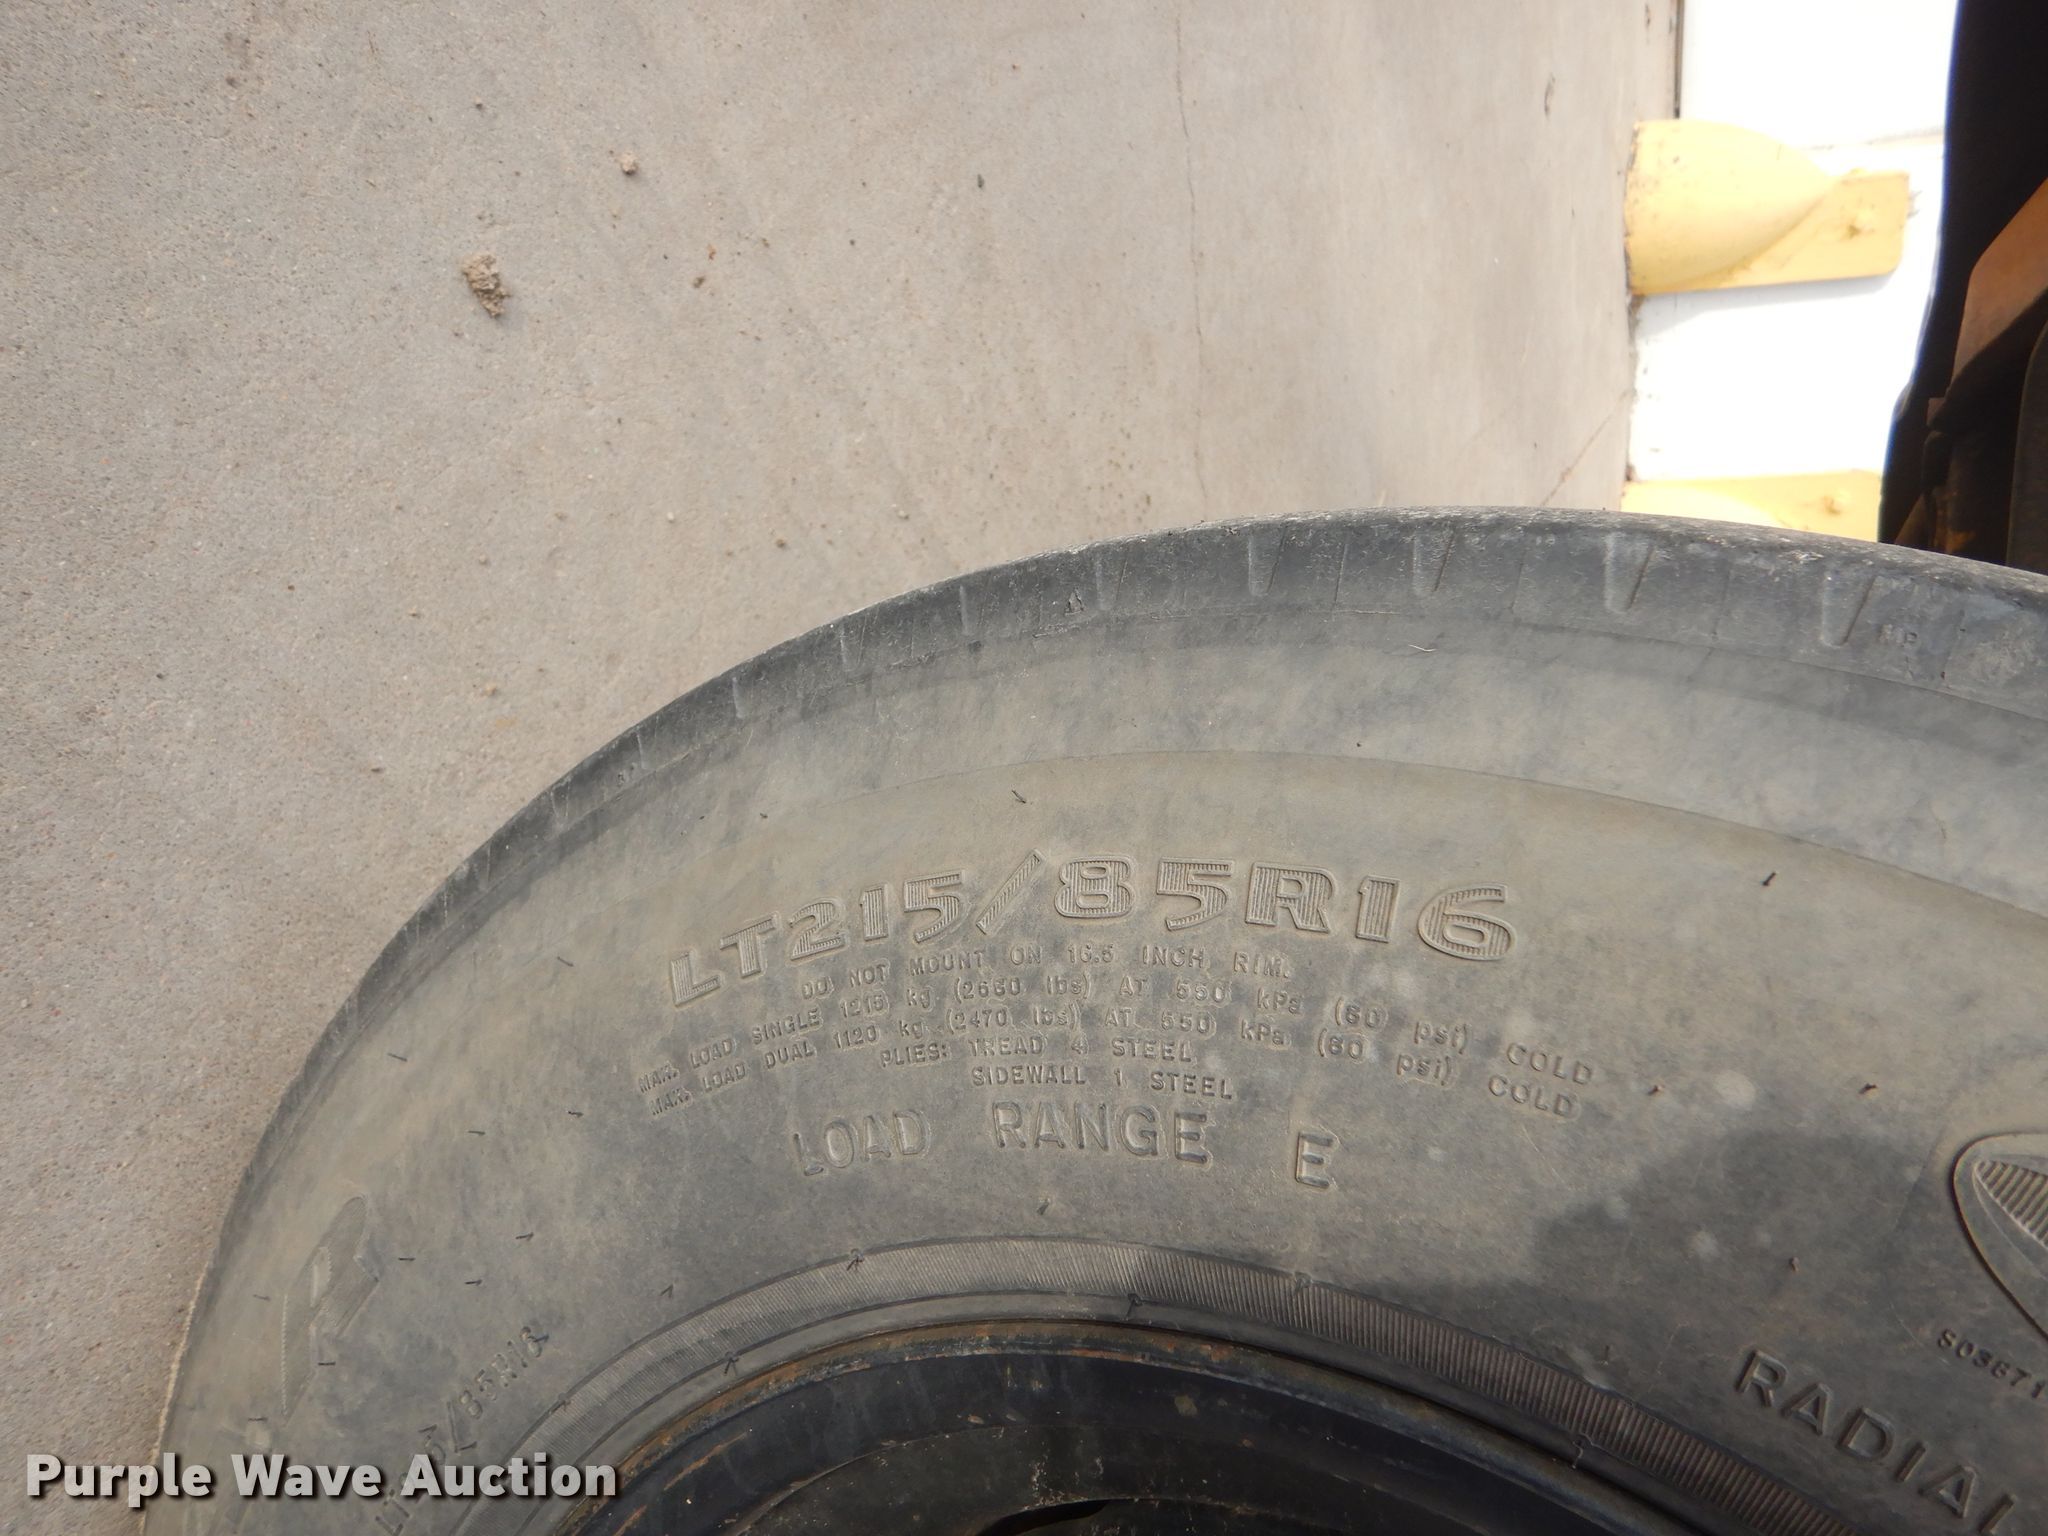 LT215/85R16
DO NOT MOUNT ON 16.5 INCH RIM.
MAX. LOAD SINGLE 1215 kg (2680 lbs) AT 550 kPa (80 psi) COLD
MAX. LOAD DUAL 1120 kg (2470 lbs) AT 550 kPa (80 psi) COLD
PLIES: TREAD 4 STEEL
SIDEWALL 1 STEEL
LOAD RANGE E
R
/85R16
S03671
RADIAL
Purple Wave Auction